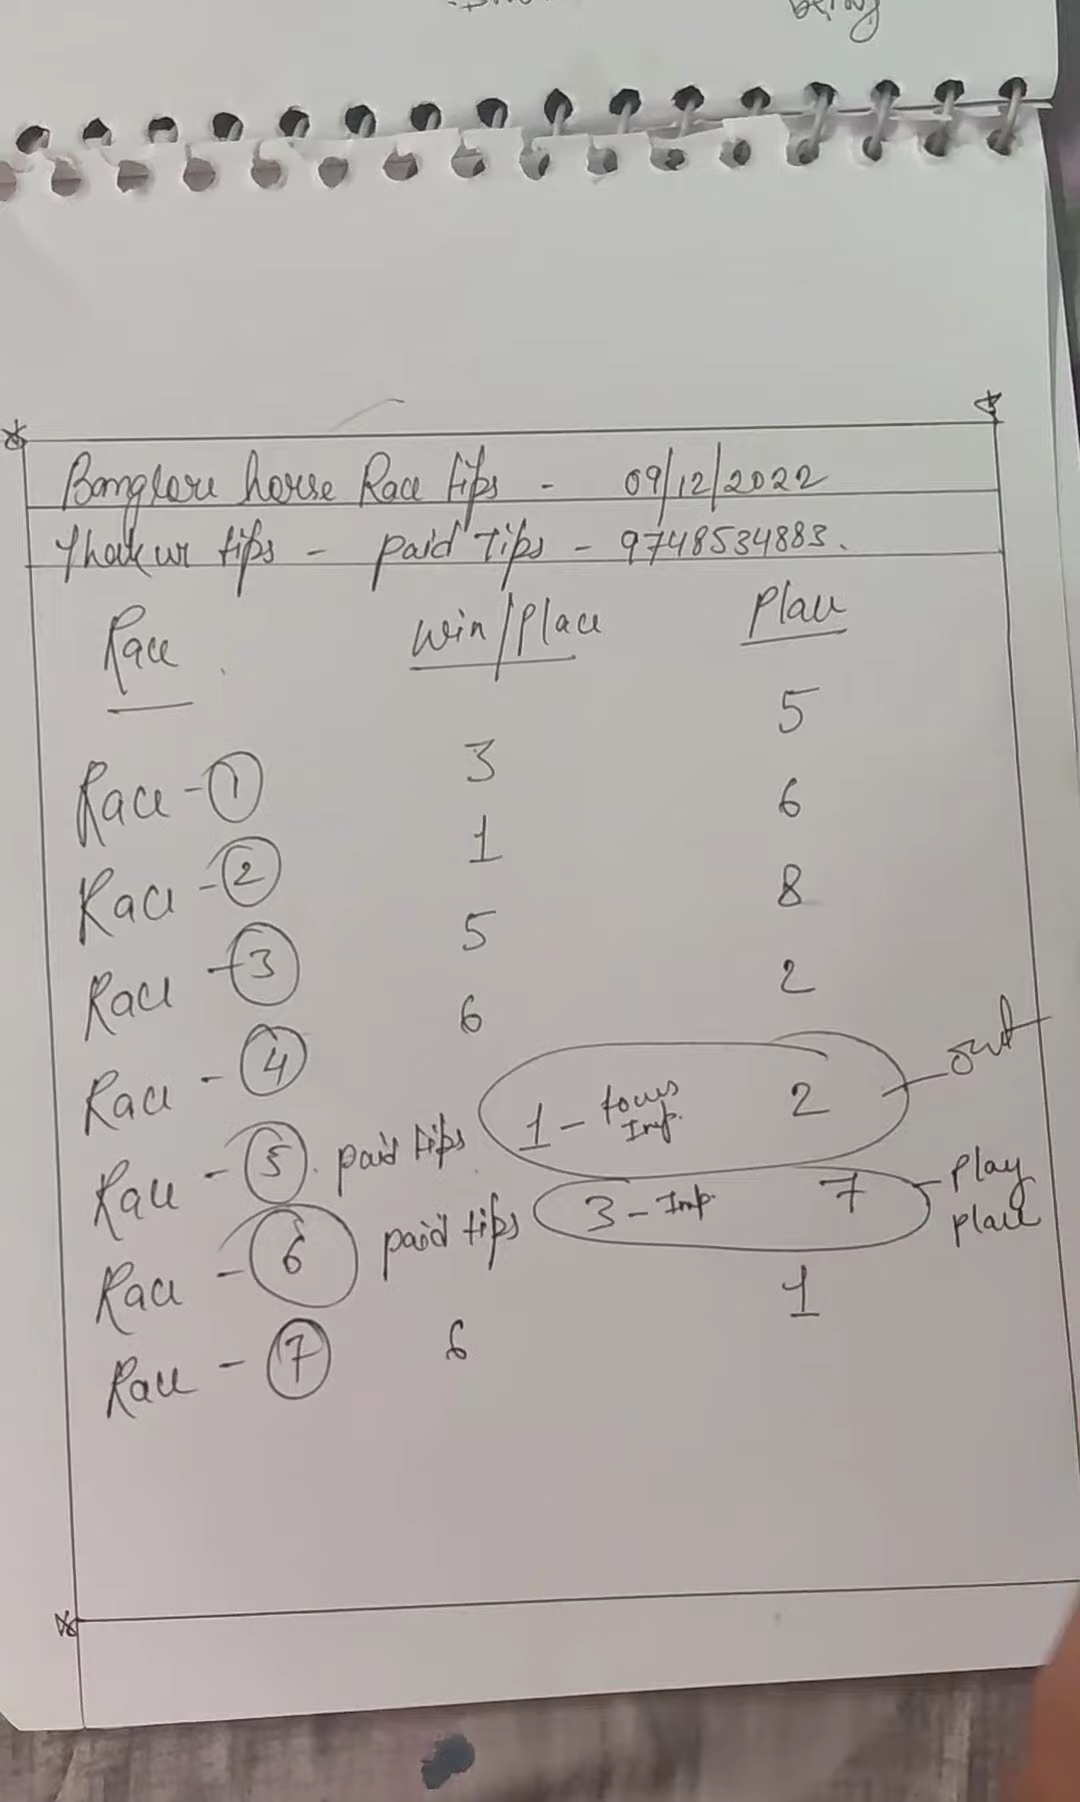 Banglore horse Race tips - 09/12/2022
Thakur tips - paid Tips - 9748534883.
Race Win/Place Place
Race - 1 3 5
Race - 2 1 6
Race - 3 5 8
Race - 4 6 2
Race - 5 paid tips 1 - focus Imp. 2 - out
Race - 6 paid tips 3 - Imp. 7 - Play place
Race - 7 6 1